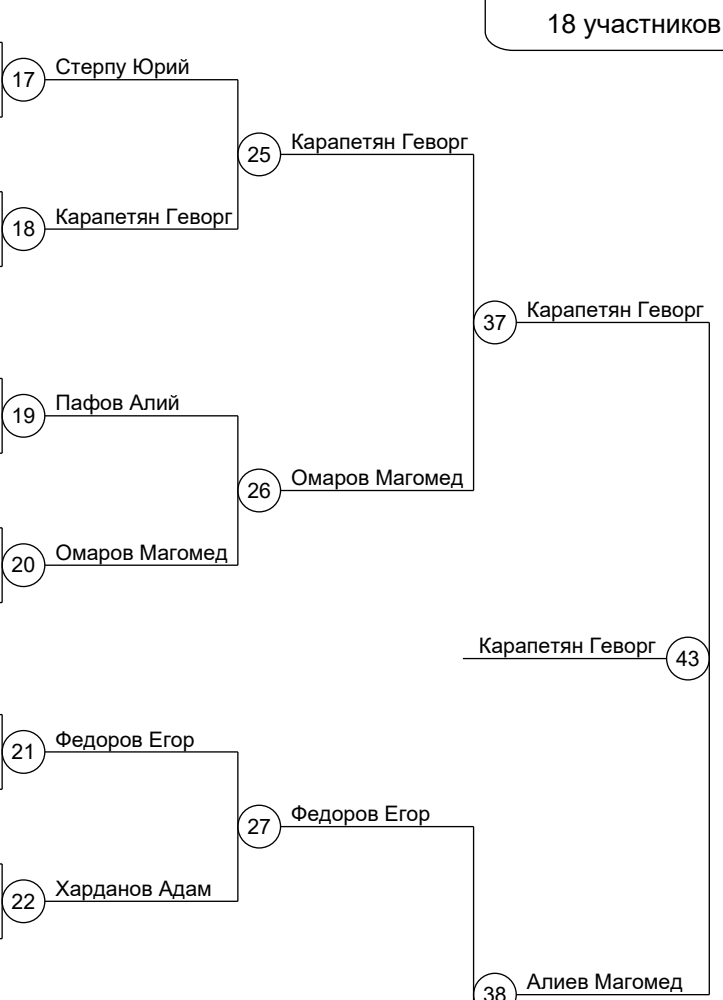 18 участников
17 Стерпу Юрий
25 Карапетян Геворг
18 Карапетян Геворг
37 Карапетян Геворг
19 Пафов Алий
26 Омаров Магомед
20 Омаров Магомед
Карапетян Геворг 43
21 Федоров Егор
27 Федоров Егор
22 Харданов Адам
38 Алиев Магомед